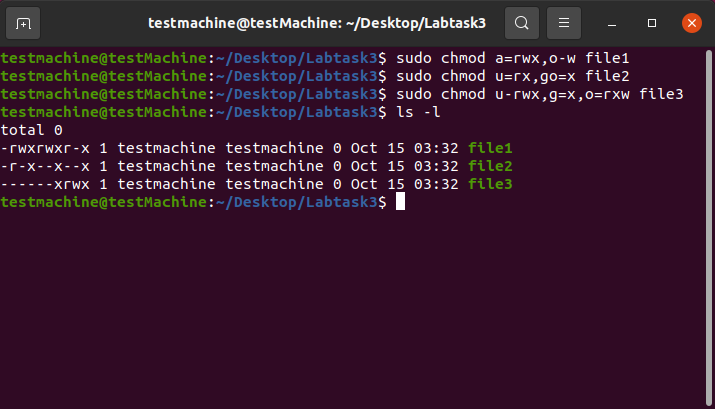 testmachine@testMachine: ~/Desktop/Labtask3
testmachine@testMachine:~/Desktop/Labtask3$ sudo chmod a=rwx,o-w file1
testmachine@testMachine:~/Desktop/Labtask3$ sudo chmod u=rx,go=x file2
testmachine@testMachine:~/Desktop/Labtask3$ sudo chmod u-rwx,g=x,o=rxw file3
testmachine@testMachine:~/Desktop/Labtask3$ ls -l
total 0
-rwxrwxr-x 1 testmachine testmachine 0 Oct 15 03:32 file1
-r-x--x--x 1 testmachine testmachine 0 Oct 15 03:32 file2
------xrwx 1 testmachine testmachine 0 Oct 15 03:32 file3
testmachine@testMachine:~/Desktop/Labtask3$